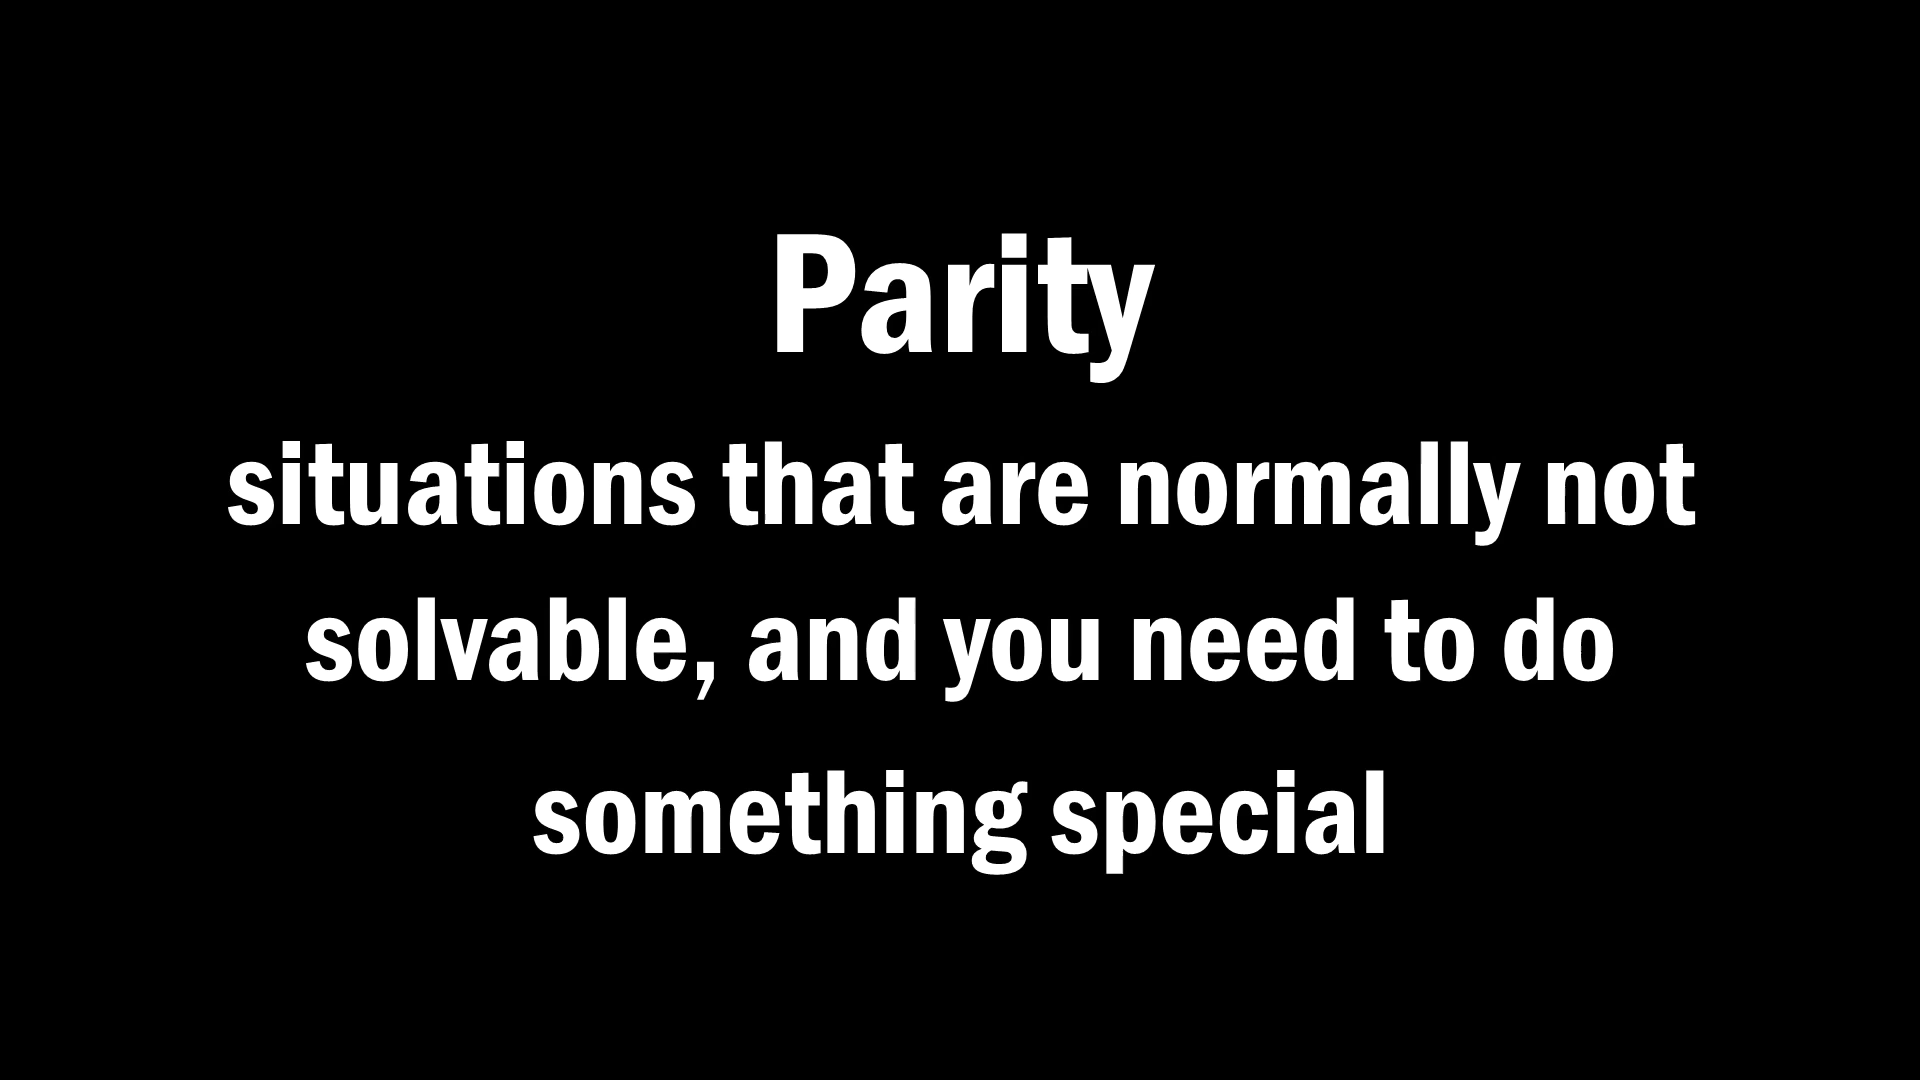 Parity
situations that are normally not
solvable, and you need to do
something special